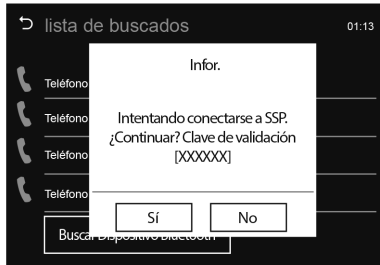 lista de buscados
01:13
Infor.
Teléfono
Teléfono
Teléfono
Teléfono
Intentando conectarse a SSP.
¿Continuar? Clave de validación
[XXXXXX]
Sí
No
Buscar Dispositivo Bluetooth